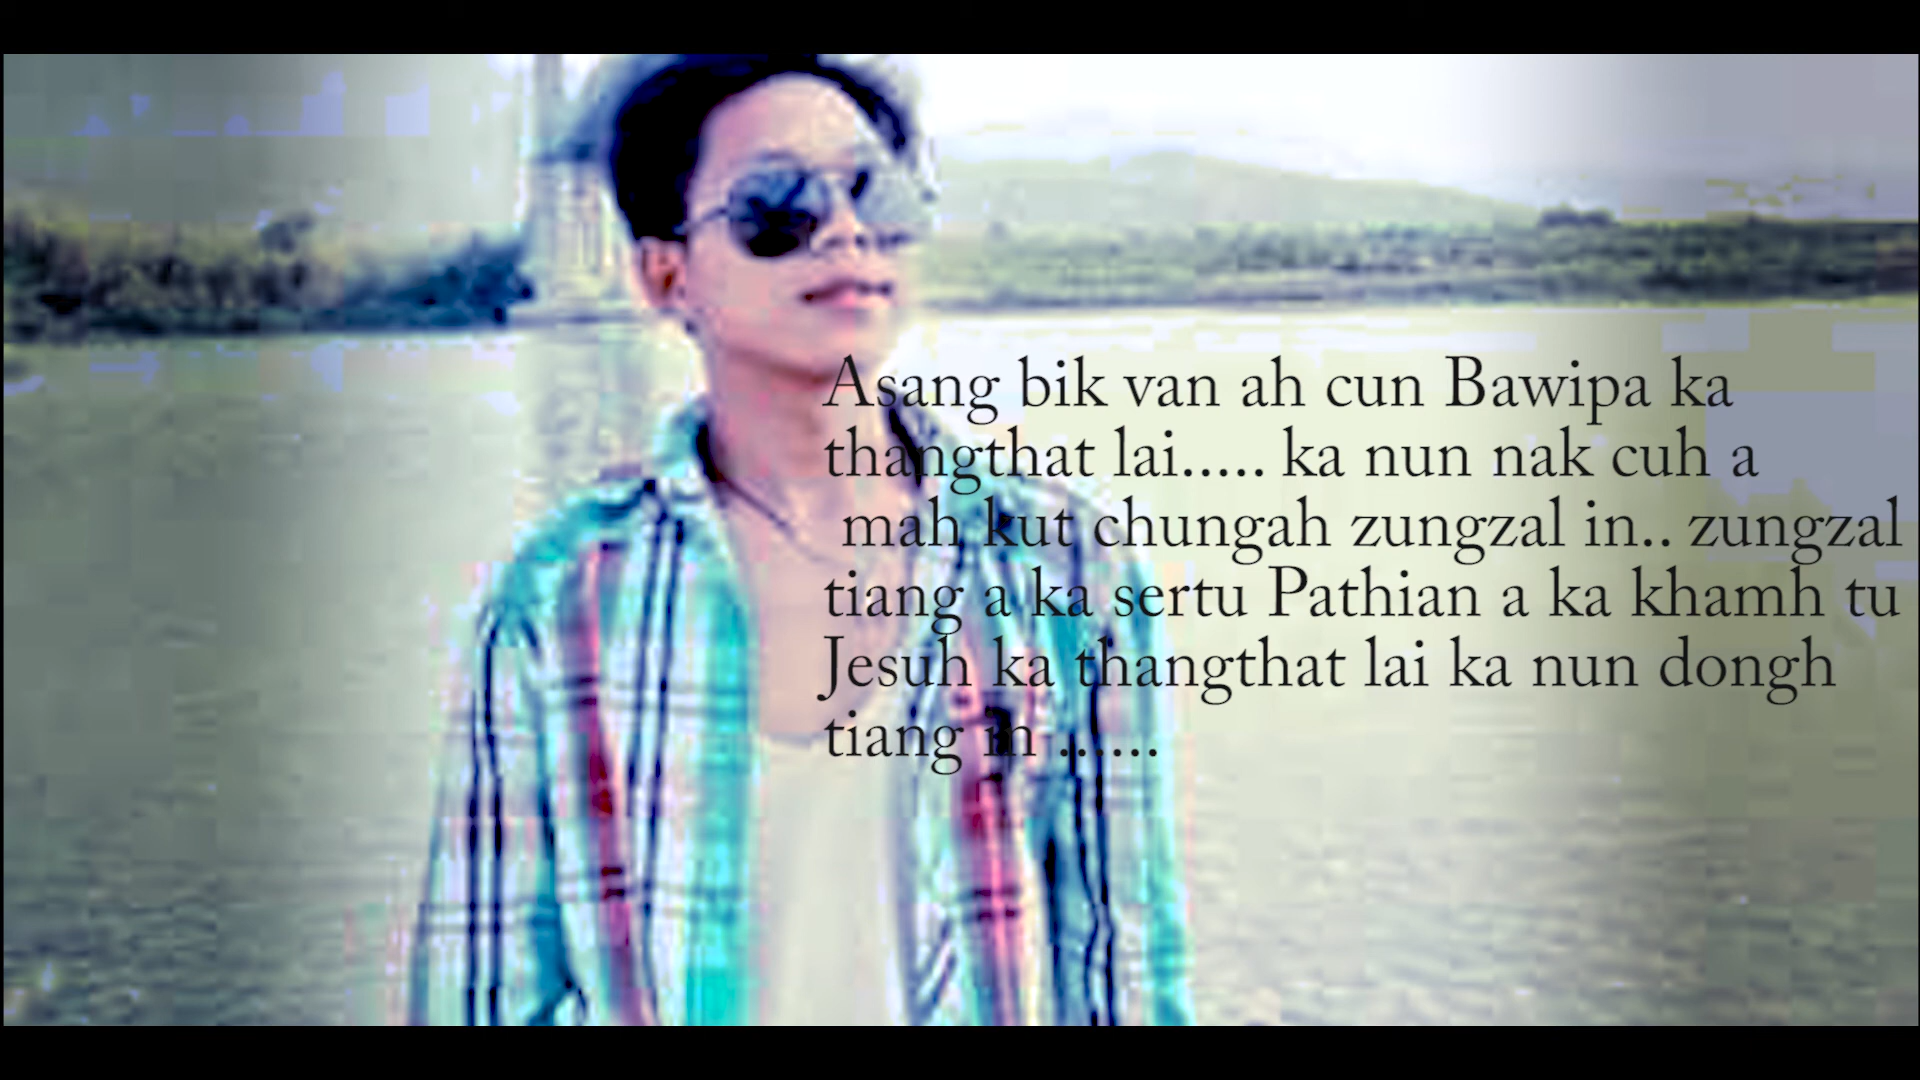 Asang bik van ah cun Bawipa ka
thangthat lai..... ka nun nak cuh a
mah kut chungah zungzal in.. zungzal
tiang a ka sertu Pathian a ka khamh tu
Jesuh ka thangthat lai ka nun dongh
tiang in ......